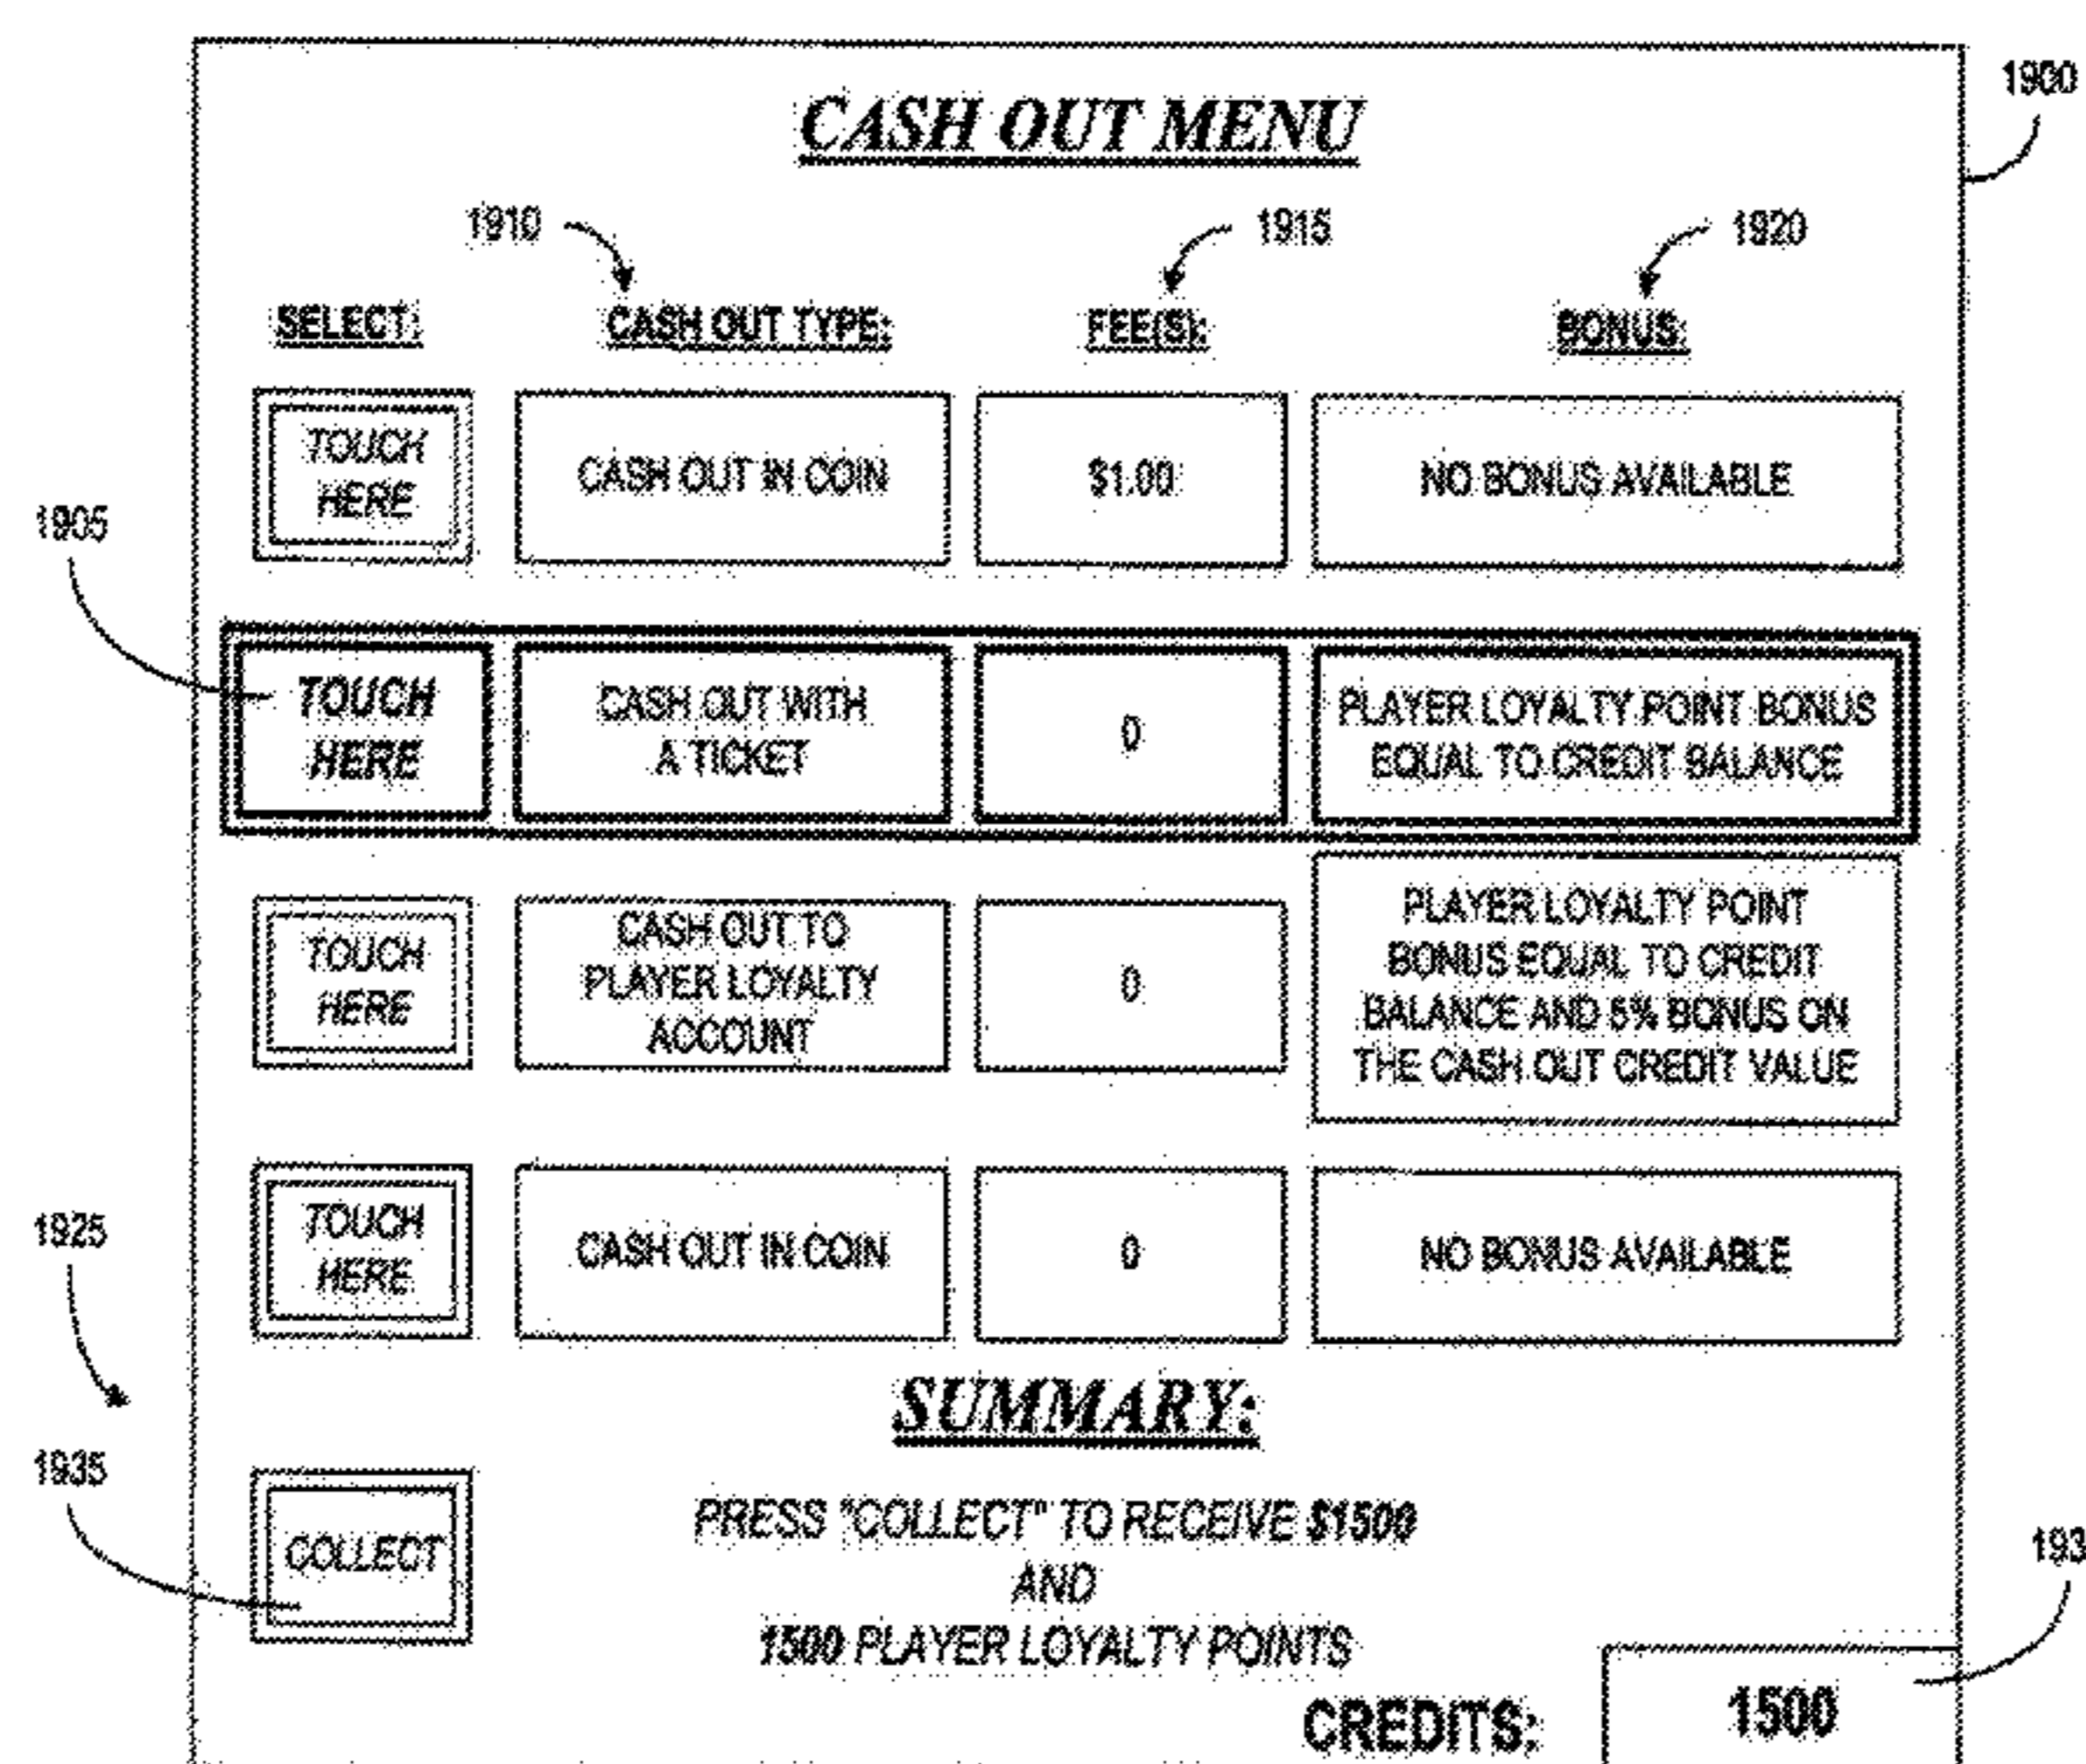 CASH OUT MENU
1900
1910
1915
1920
SELECT:
CASH OUT TYPE:
FEE(S):
BONUS:
TOUCH
HERE
CASH OUT IN COIN
$1.00
NO BONUS AVAILABLE
1905
TOUCH
HERE
CASH OUT WITH
A TICKET
0
PLAYER LOYALTY POINT BONUS
EQUAL TO CREDIT BALANCE
TOUCH
HERE
CASH OUT TO
PLAYER LOYALTY
ACCOUNT
0
PLAYER LOYALTY POINT
BONUS EQUAL TO CREDIT
BALANCE AND 5% BONUS ON
THE CASH OUT CREDIT VALUE
1925
TOUCH
HERE
CASH OUT IN COIN
0
NO BONUS AVAILABLE
SUMMARY:
1935
COLLECT
PRESS "COLLECT" TO RECEIVE $1500
AND
1500 PLAYER LOYALTY POINTS
193
CREDITS:
1500